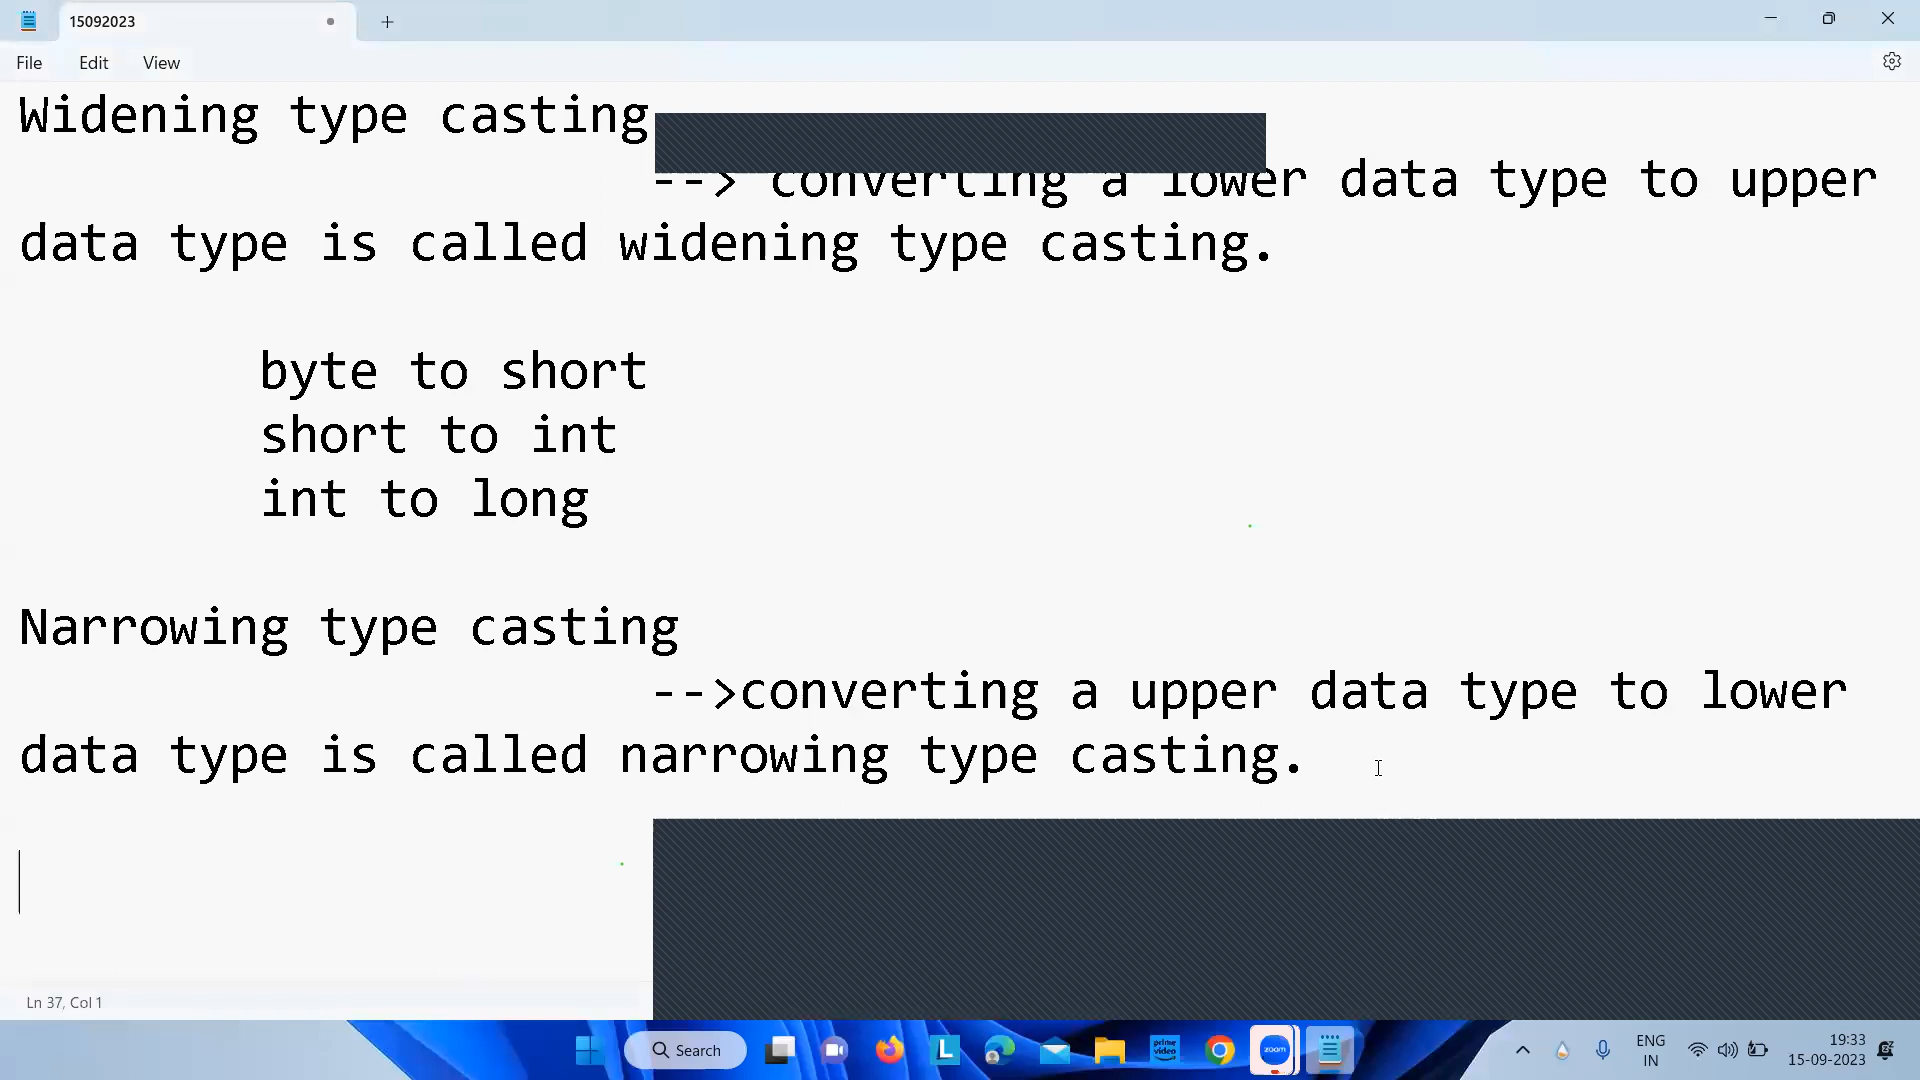 15092023
File Edit View
Widening type casting
--> converting a lower data type to upper
data type is called widening type casting.
byte to short
short to int
int to long
Narrowing type casting
-->converting a upper data type to lower
data type is called narrowing type casting.
Ln 37, Col 1
Search
L
prime video
zoom
ENG
IN
19:33
15-09-2023